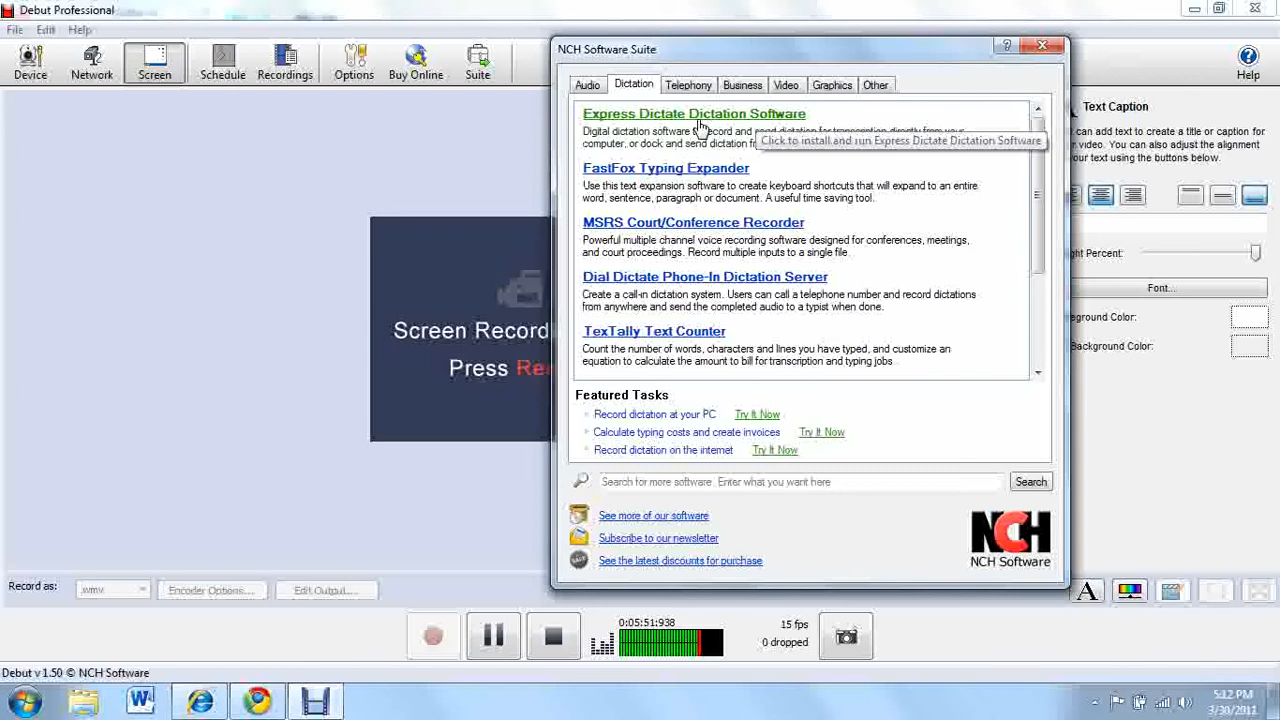 Debut Professional
File Edit Help
Device Network Screen Schedule Recordings Options Buy Online Suite Help
NCH Software Suite
Audio Dictation Telephony Business Video Graphics Other
Express Dictate Dictation Software
Digital dictation software record and send dictation for transcription directly from your
computer, or dock and send dictation
Click to install and run Express Dictate Dictation Software
FastFox Typing Expander
Use this text expansion software to create keyboard shortcuts that will expand to an entire
word, sentence, paragraph or document. A useful time saving tool.
MSRS Court/Conference Recorder
Powerful multiple channel voice recording software designed for conferences, meetings,
and court proceedings. Record multiple inputs to a single file.
Dial Dictate Phone-In Dictation Server
Create a call-in dictation system. Users can call a telephone number and record dictations
from anywhere and send the completed audio to a typist when done.
TexTally Text Counter
Count the number of words, characters and lines you have typed, and customize an
equation to calculate the amount to bill for transcription and typing jobs.
Featured Tasks
Record dictation at your PC Try It Now
Calculate typing costs and create invoices Try It Now
Record dictation on the internet Try It Now
Search for more software. Enter what you want here Search
See more of our software
Subscribe to our newsletter
See the latest discounts for purchase
NCH
NCH Software
Screen Record
Press Rec
Text Caption
can add text to create a title or caption for
video. You can also adjust the alignment
your text using the buttons below.
ght Percent:
Font...
eground Color:
Background Color:
Record as: .wmv Encoder Options... Edit Output...
A
0:05:51:938
15 fps
0 dropped
Debut v 1.50 © NCH Software
5:12 PM
3/30/2011